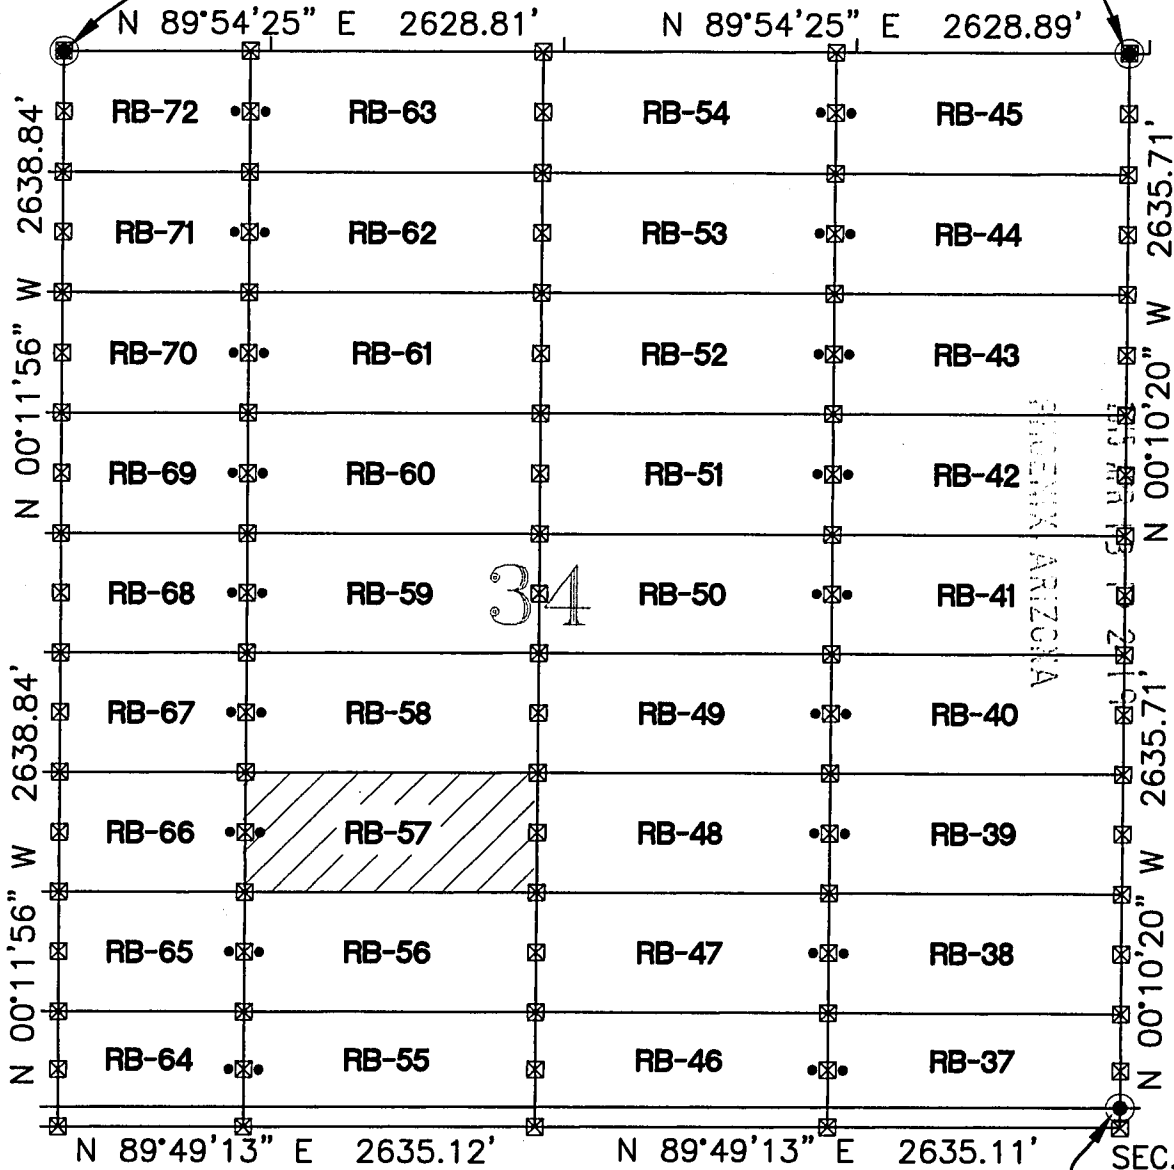 N 89°54'25" E 2628.81' N 89°54'25" E 2628.89'
RB-72 RB-63 RB-54 RB-45
RB-71 RB-62 RB-53 RB-44
RB-70 RB-61 RB-52 RB-43
RB-69 RB-60 RB-51 RB-42
RB-68 RB-59 34 RB-50 RB-41
RB-67 RB-58 RB-49 RB-40
RB-66 RB-57 RB-48 RB-39
RB-65 RB-56 RB-47 RB-38
RB-64 RB-55 RB-46 RB-37
N 00°11'56" W 2638.84'
N 00°11'56" W 2638.84'
N 00°10'20" W 2635.71'
N 00°10'20" W 2635.71'
ARIZONA
N 89°49'13" E 2635.12' N 89°49'13" E 2635.11' SEC.